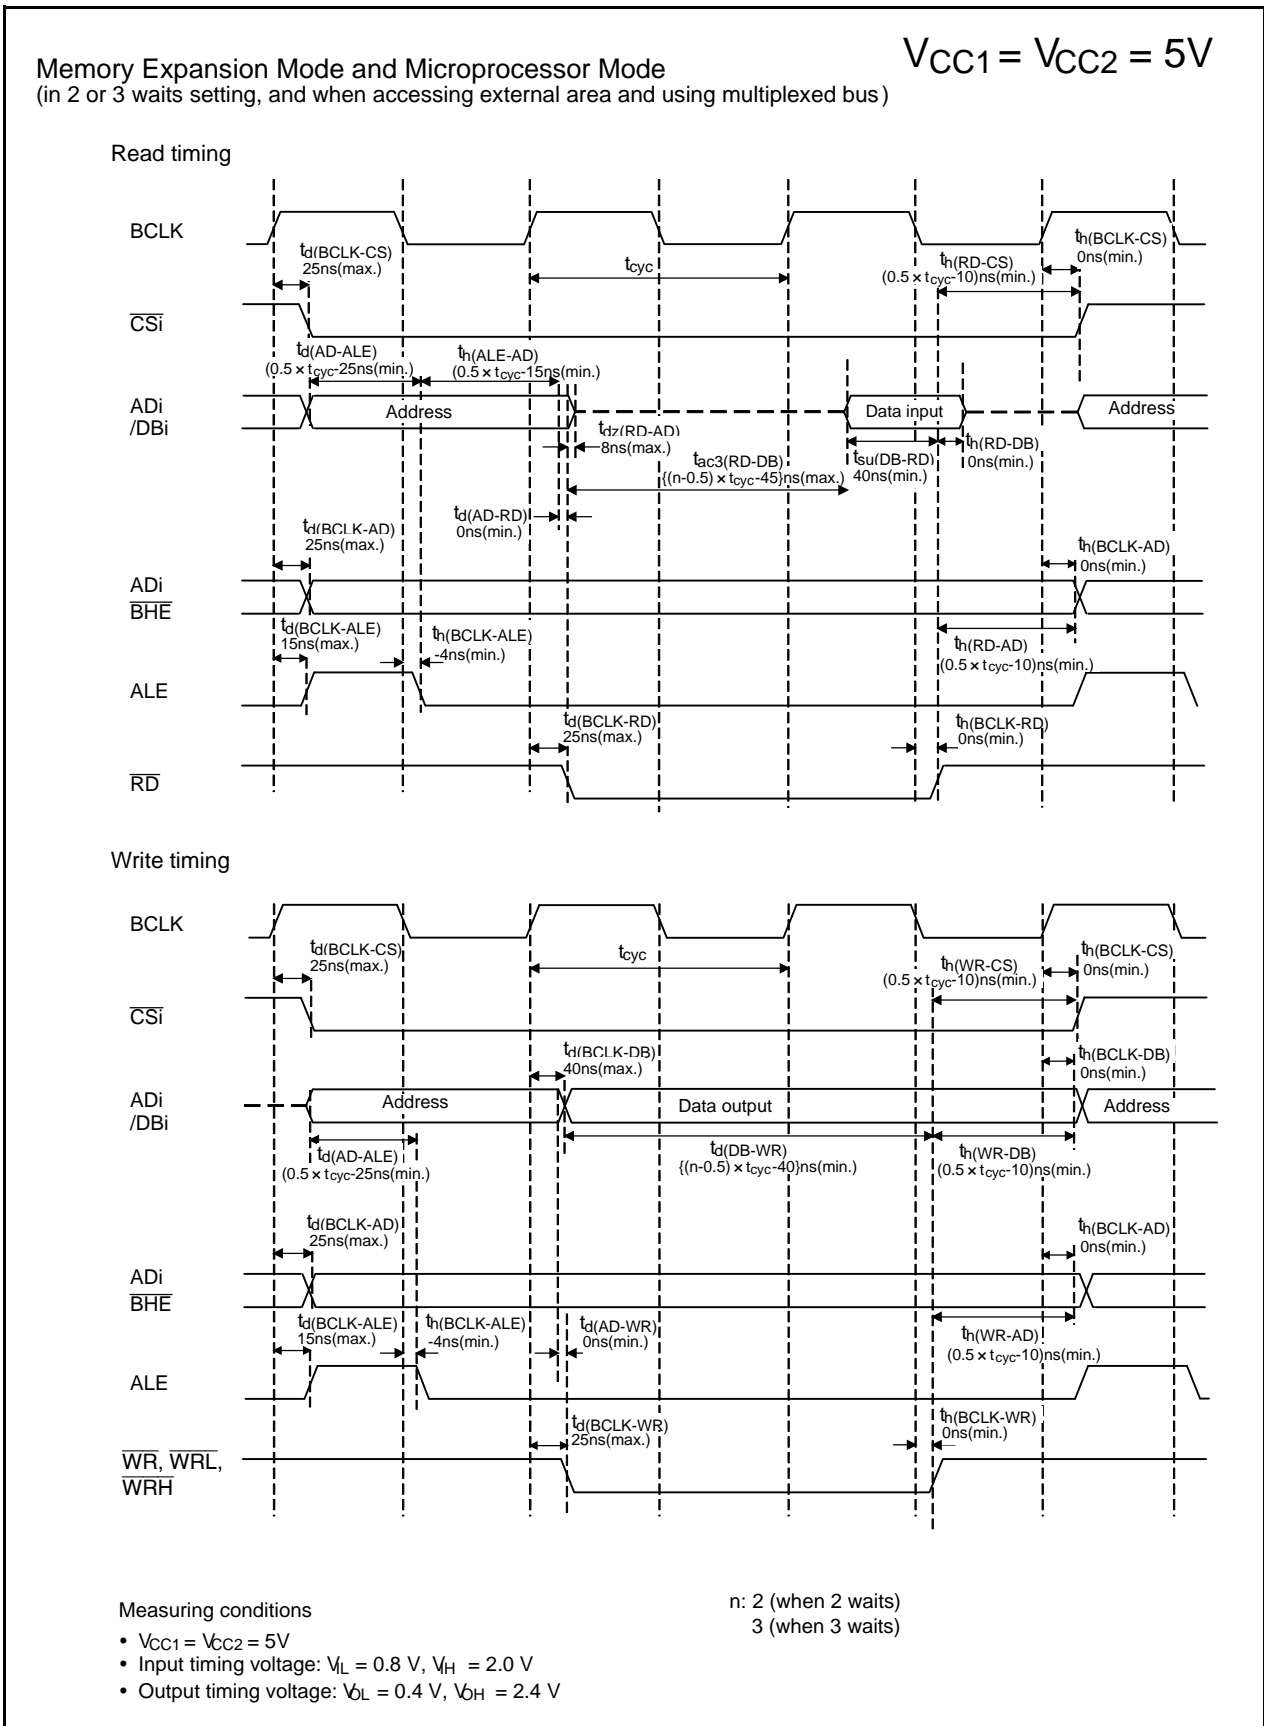 VCC1 = VCC2 = 5V
Memory Expansion Mode and Microprocessor Mode
(in 2 or 3 waits setting, and when accessing external area and using multiplexed bus)
Read timing
BCLK
td(BCLK-CS)
25ns(max.)
tcyc
th(RD-CS)
(0.5 × tcyc-10)ns(min.)
th(BCLK-CS)
0ns(min.)
CSi
td(AD-ALE)
(0.5 × tcyc-25ns(min.)
th(ALE-AD)
(0.5 × tcyc-15ns(min.)
ADi
/DBi
Address
Data input
Address
tdz(RD-AD)
8ns(max.)
tac3(RD-DB)
{(n-0.5) × tcyc-45}ns(max.)
tsu(DB-RD)
40ns(min.)
th(RD-DB)
0ns(min.)
td(AD-RD)
0ns(min.)
td(BCLK-AD)
25ns(max.)
th(BCLK-AD)
0ns(min.)
ADi
BHE
td(BCLK-ALE)
15ns(max.)
th(BCLK-ALE)
-4ns(min.)
th(RD-AD)
(0.5 × tcyc-10)ns(min.)
ALE
td(BCLK-RD)
25ns(max.)
th(BCLK-RD)
0ns(min.)
RD
Write timing
BCLK
td(BCLK-CS)
25ns(max.)
tcyc
th(WR-CS)
(0.5 × tcyc-10)ns(min.)
th(BCLK-CS)
0ns(min.)
CSi
td(BCLK-DB)
40ns(max.)
th(BCLK-DB)
0ns(min.)
ADi
/DBi
Address
Data output
Address
td(AD-ALE)
(0.5 × tcyc-25ns(min.)
td(DB-WR)
{(n-0.5) × tcyc-40}ns(min.)
th(WR-DB)
(0.5 × tcyc-10)ns(min.)
td(BCLK-AD)
25ns(max.)
th(BCLK-AD)
0ns(min.)
ADi
BHE
td(BCLK-ALE)
15ns(max.)
th(BCLK-ALE)
-4ns(min.)
td(AD-WR)
0ns(min.)
th(WR-AD)
(0.5 × tcyc-10)ns(min.)
ALE
td(BCLK-WR)
25ns(max.)
th(BCLK-WR)
0ns(min.)
WR, WRL,
WRH
Measuring conditions
• VCC1 = VCC2 = 5V
• Input timing voltage: VIL = 0.8 V, VIH = 2.0 V
• Output timing voltage: VOL = 0.4 V, VOH = 2.4 V
n: 2 (when 2 waits)
3 (when 3 waits)